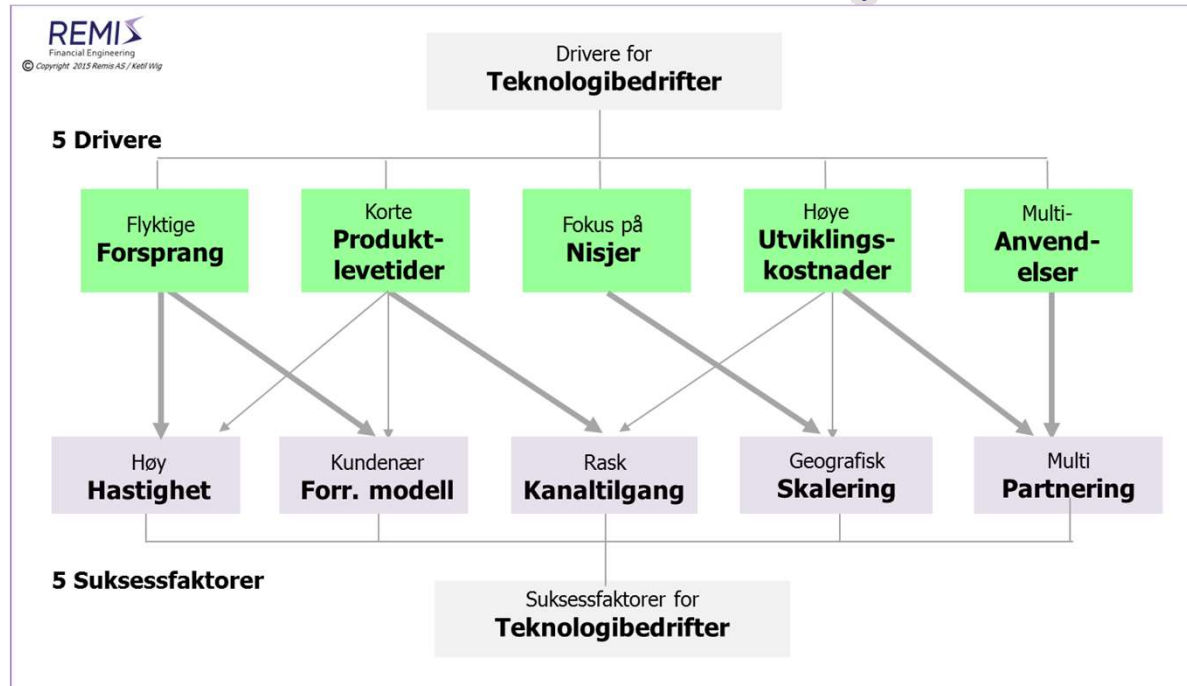 REMIS
Financial Engineering
© Copyright 2015 Remis AS / Ketil Wig
Drivere for
Teknologibedrifter
5 Drivere
Flyktige
Forsprang
Korte
Produkt-
levetider
Fokus på
Nisjer
Høye
Utviklings-
kostnader
Multi-
Anvend-
elser
Høy
Hastighet
Kundenær
Forr. modell
Rask
Kanaltilgang
Geografisk
Skalering
Multi
Partnering
5 Suksessfaktorer
Suksessfaktorer for
Teknologibedrifter